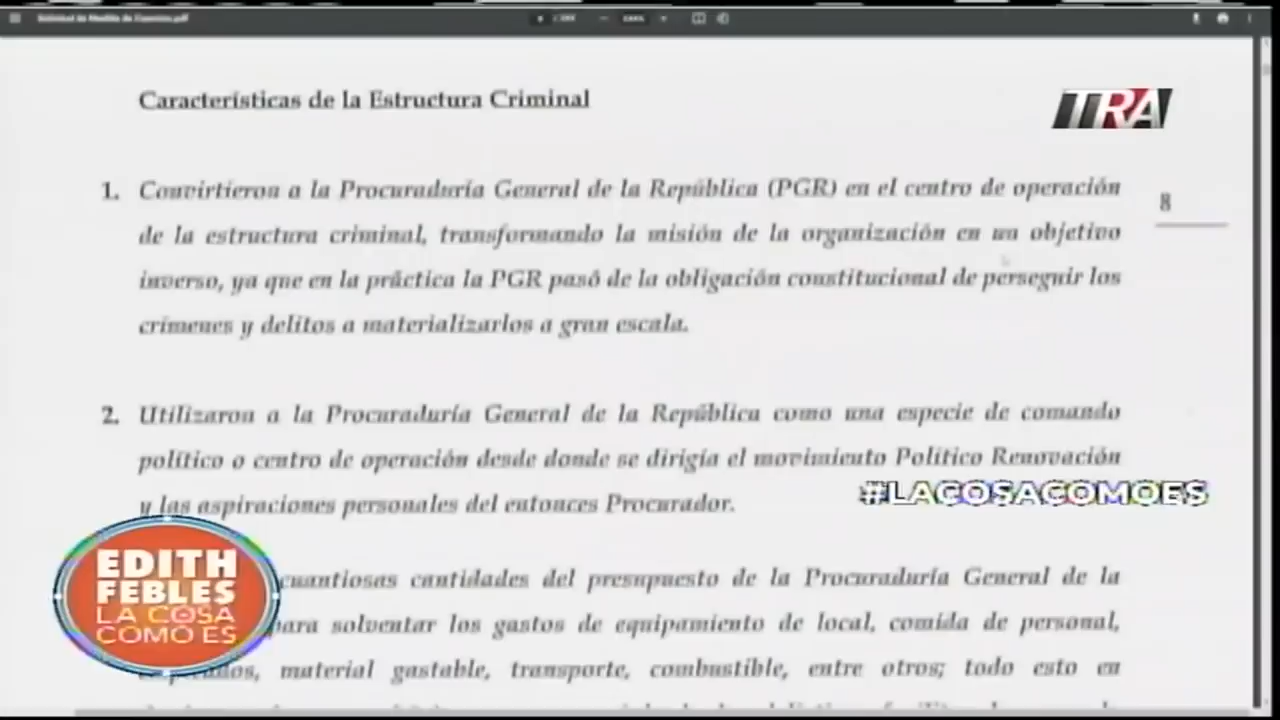 Solicitud de Medida de Coerción.pdf
Características de la Estructura Criminal
TRA
1. Convirtieron a la Procuraduría General de la República (PGR) en el centro de operación
8
de la estructura criminal, transformando la misión de la organización en un objetivo
inverso, ya que en la práctica la PGR pasó de la obligación constitucional de perseguir los
crímenes y delitos a materializarlos a gran escala.
2. Utilizaron a la Procuraduría General de la República como una especie de comando
político o centro de operación desde donde se dirigía el movimiento Político Renovación
#LACOSACOMOES
y las aspiraciones personales del entonces Procurador.
EDITH
FEBLES
LA COSA
COMO ES
cuantiosas cantidades del presupuesto de la Procuraduría General de la
para solventar los gastos de equipamiento de local, comida de personal,
material gastable, transporte, combustible, entre otros; todo esto en